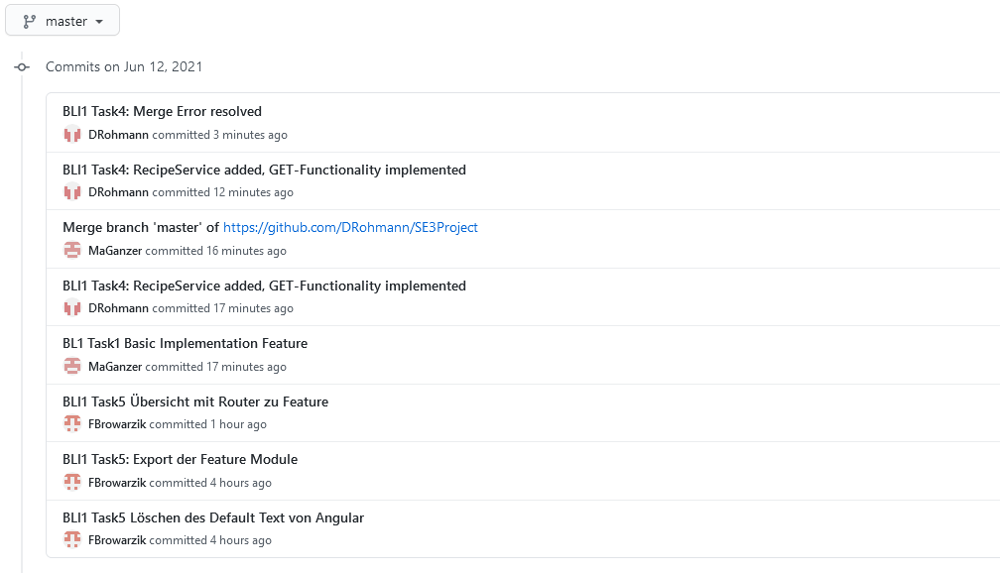 master
Commits on Jun 12, 2021
BLI1 Task4: Merge Error resolved
DRohmann committed 3 minutes ago
BLI1 Task4: RecipeService added, GET-Functionality implemented
DRohmann committed 12 minutes ago
Merge branch 'master' of https://github.com/DRohmann/SE3Project
MaGanzer committed 16 minutes ago
BLI1 Task4: RecipeService added, GET-Functionality implemented
DRohmann committed 17 minutes ago
BL1 Task1 Basic Implementation Feature
MaGanzer committed 17 minutes ago
BLI1 Task5 Übersicht mit Router zu Feature
FBrowarzik committed 1 hour ago
BLI1 Task5: Export der Feature Module
FBrowarzik committed 4 hours ago
BLI1 Task5 Löschen des Default Text von Angular
FBrowarzik committed 4 hours ago